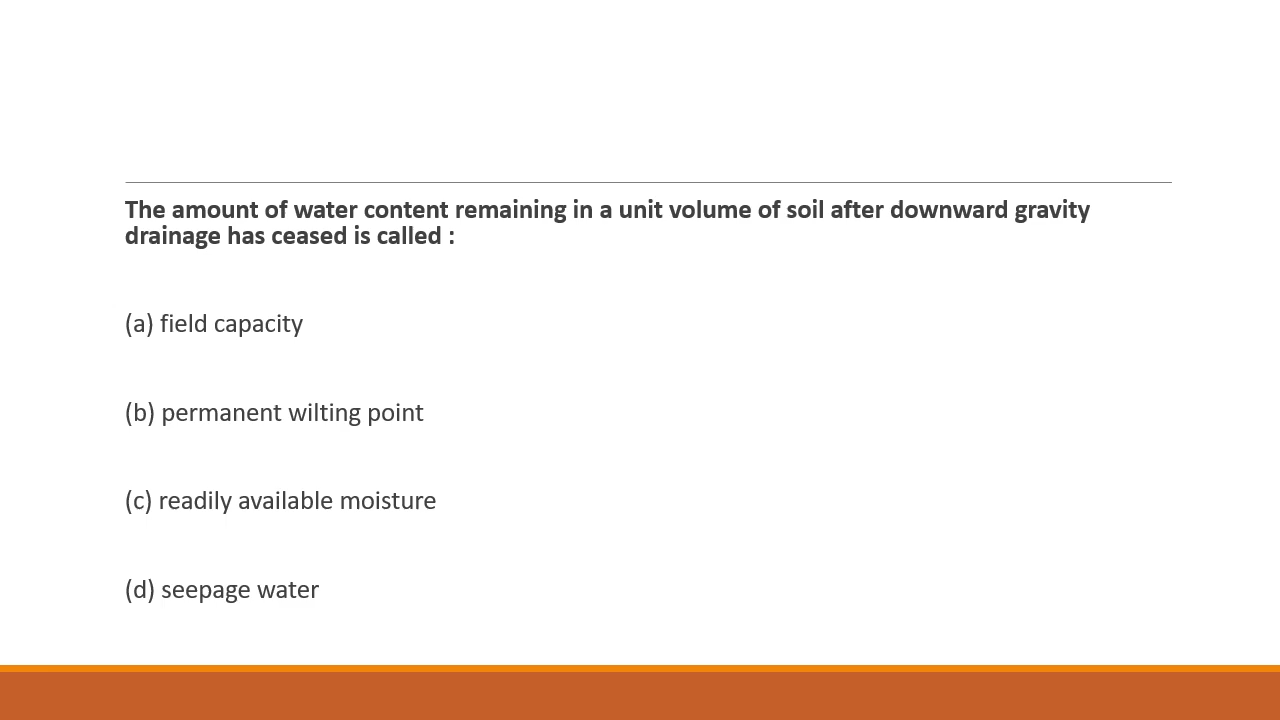 The amount of water content remaining in a unit volume of soil after downward gravity
drainage has ceased is called :
(a) field capacity
(b) permanent wilting point
(c) readily available moisture
(d) seepage water